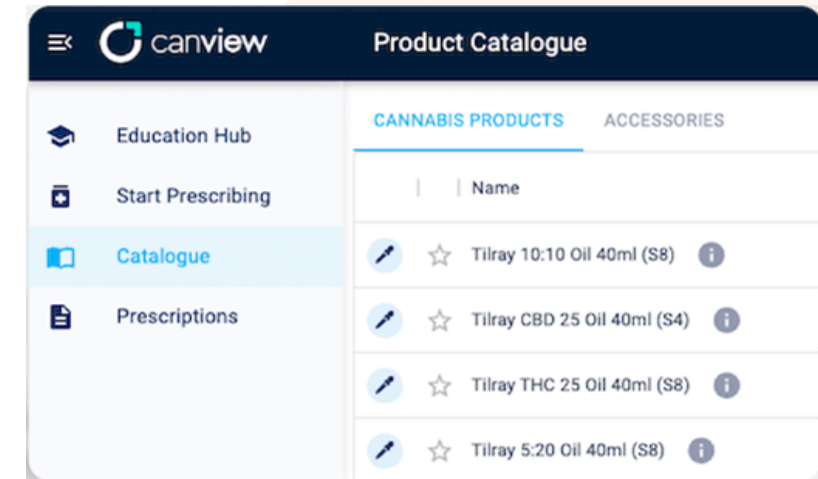 canview
Product Catalogue
Education Hub
Start Prescribing
Catalogue
Prescriptions
CANNABIS PRODUCTS
ACCESSORIES
Name
Tilray 10:10 Oil 40ml (S8)
Tilray CBD 25 Oil 40ml (S4)
Tilray THC 25 Oil 40ml (S8)
Tilray 5:20 Oil 40ml (S8)